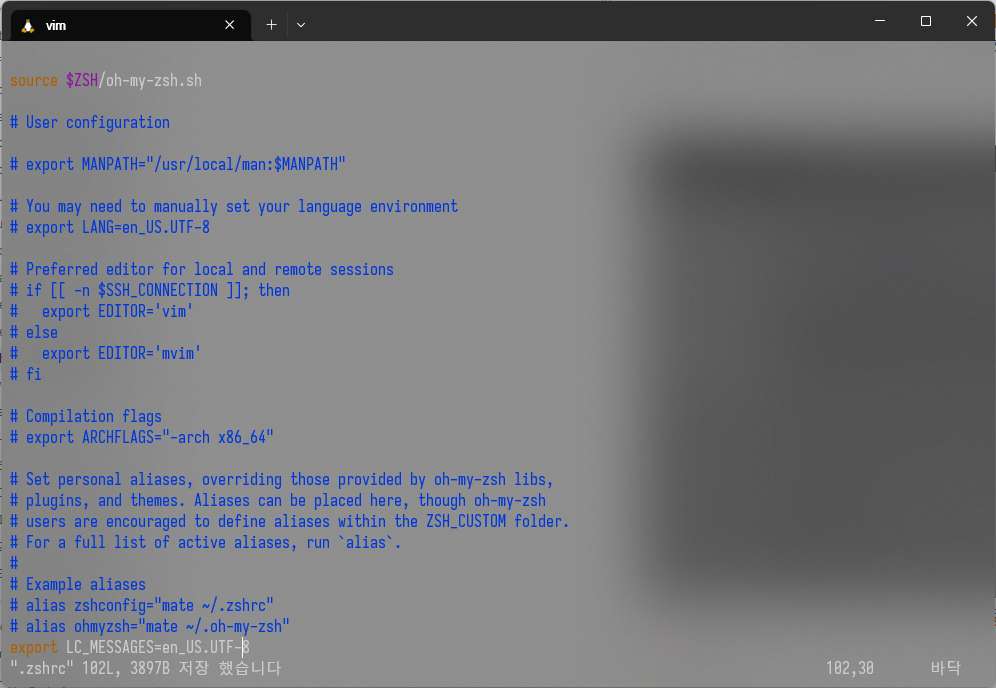 vim
source $ZSH/oh-my-zsh.sh
# User configuration
# export MANPATH="/usr/local/man:$MANPATH"
# You may need to manually set your language environment
# export LANG=en_US.UTF-8
# Preferred editor for local and remote sessions
# if [[ -n $SSH_CONNECTION ]]; then
#   export EDITOR='vim'
# else
#   export EDITOR='mvim'
# fi
# Compilation flags
# export ARCHFLAGS="-arch x86_64"
# Set personal aliases, overriding those provided by oh-my-zsh libs,
# plugins, and themes. Aliases can be placed here, though oh-my-zsh
# users are encouraged to define aliases within the ZSH_CUSTOM folder.
# For a full list of active aliases, run `alias`.
#
# Example aliases
# alias zshconfig="mate ~/.zshrc"
# alias ohmyzsh="mate ~/.oh-my-zsh"
export LC_MESSAGES=en_US.UTF-8
".zshrc" 102L, 3897B 저장 했습니다 102,30 바닥